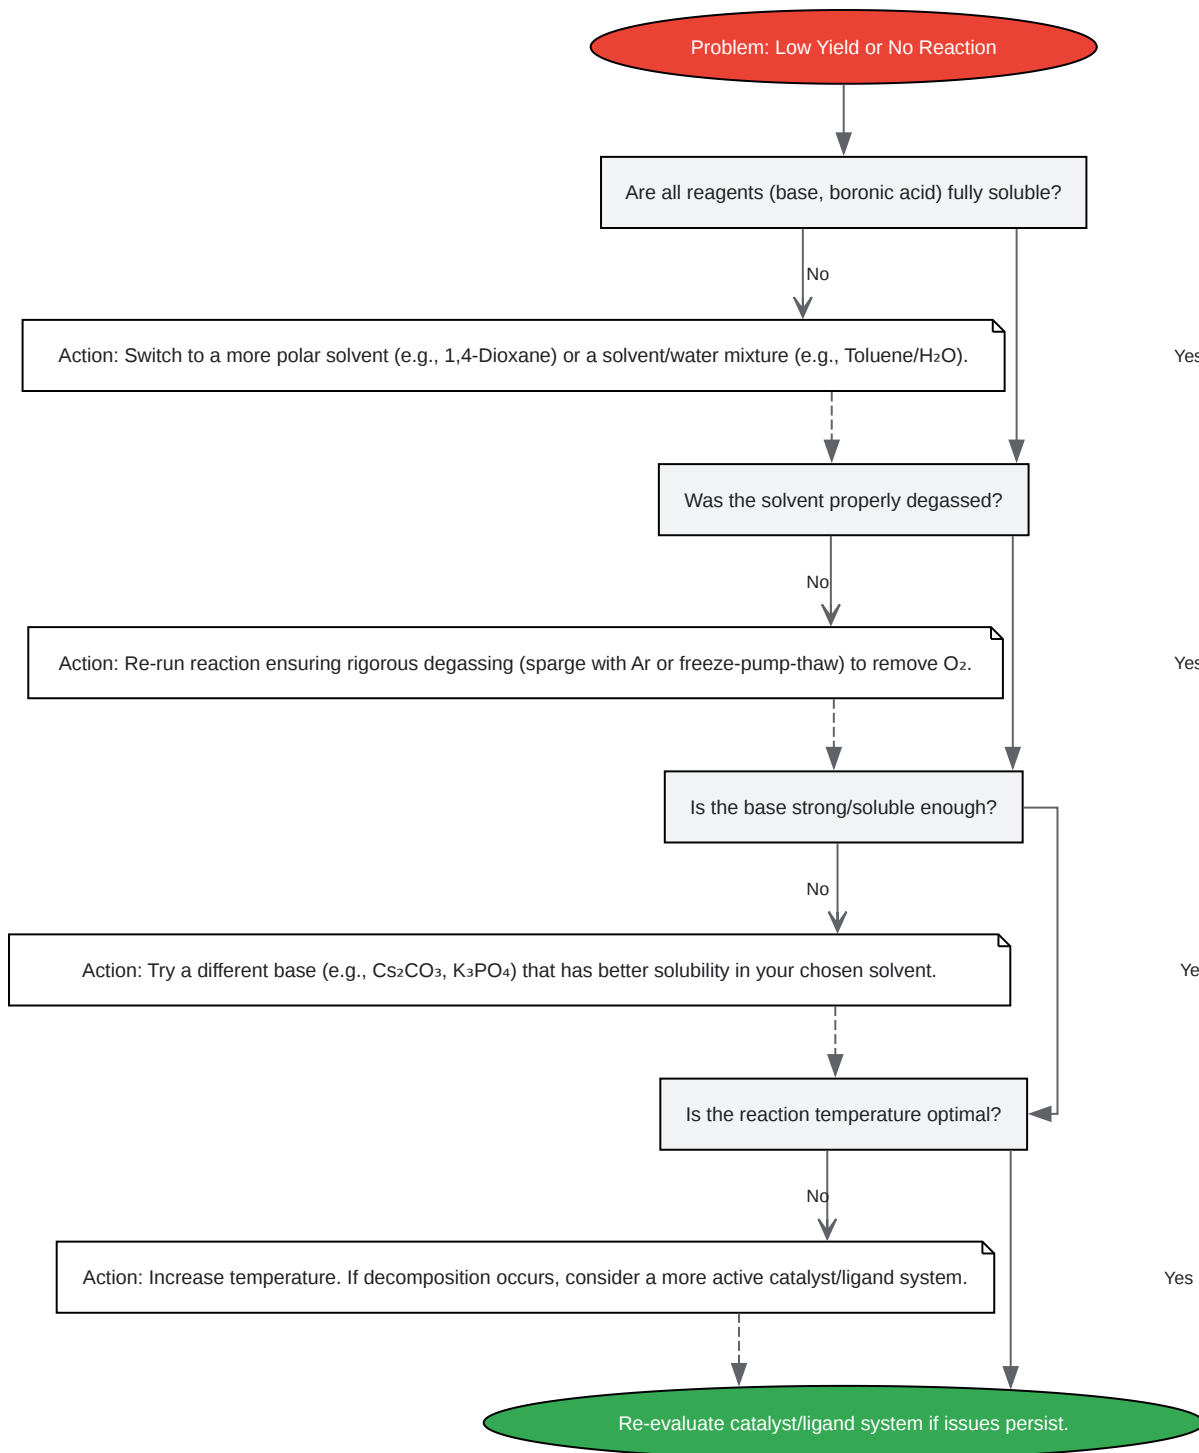 Problem: Low Yield or No Reaction
Are all reagents (base, boronic acid) fully soluble?
No
Action: Switch to a more polar solvent (e.g., 1,4-Dioxane) or a solvent/water mixture (e.g., Toluene/H₂O).
Yes
Was the solvent properly degassed?
No
Action: Re-run reaction ensuring rigorous degassing (sparge with Ar or freeze-pump-thaw) to remove O₂.
Yes
Is the base strong/soluble enough?
No
Action: Try a different base (e.g., Cs₂CO₃, K₃PO₄) that has better solubility in your chosen solvent.
Ye
Is the reaction temperature optimal?
No
Action: Increase temperature. If decomposition occurs, consider a more active catalyst/ligand system.
Yes
Re-evaluate catalyst/ligand system if issues persist.